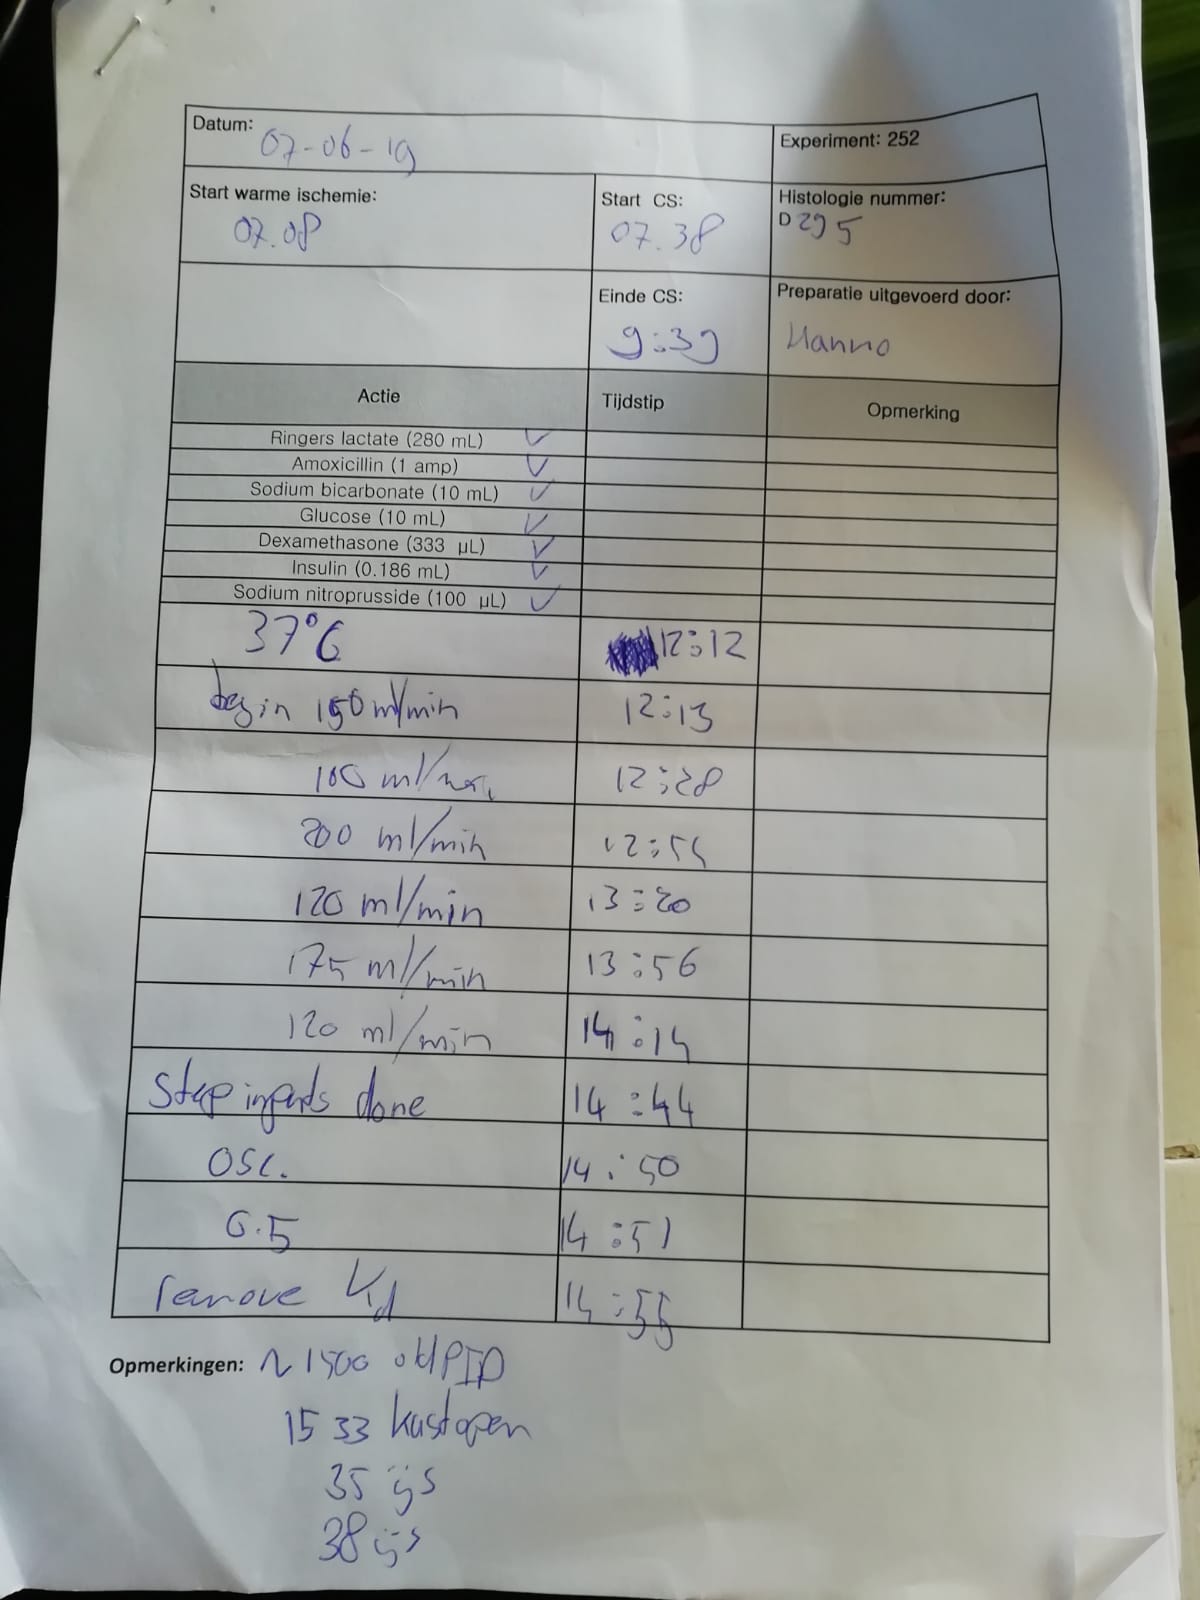 Datum: 07-06-19 Experiment: 252
Start warme ischemie: Start CS: Histologie nummer:
07.08 07.38 D295
Einde CS: Preparatie uitgevoerd door:
9:39 Hanno
Actie Tijdstip Opmerking
Ringers lactate (280 mL) ✓
Amoxicillin (1 amp) ✓
Sodium bicarbonate (10 mL) ✓
Glucose (10 mL) ✓
Dexamethasone (333 µL) ✓
Insulin (0.186 mL) ✓
Sodium nitroprusside (100 µL) ✓
37°C 12:12
begin 150 ml/min 12:13
100 ml/min 12:28
200 ml/min 12:54
120 ml/min 13:20
175 ml/min 13:56
120 ml/min 14:14
Step inputs done 14:44
OSC. 14:50
14:51
remove 14:55
Opmerkingen: ~ 1500 old PID
15 33 kast open
35 ijs
38 ijs